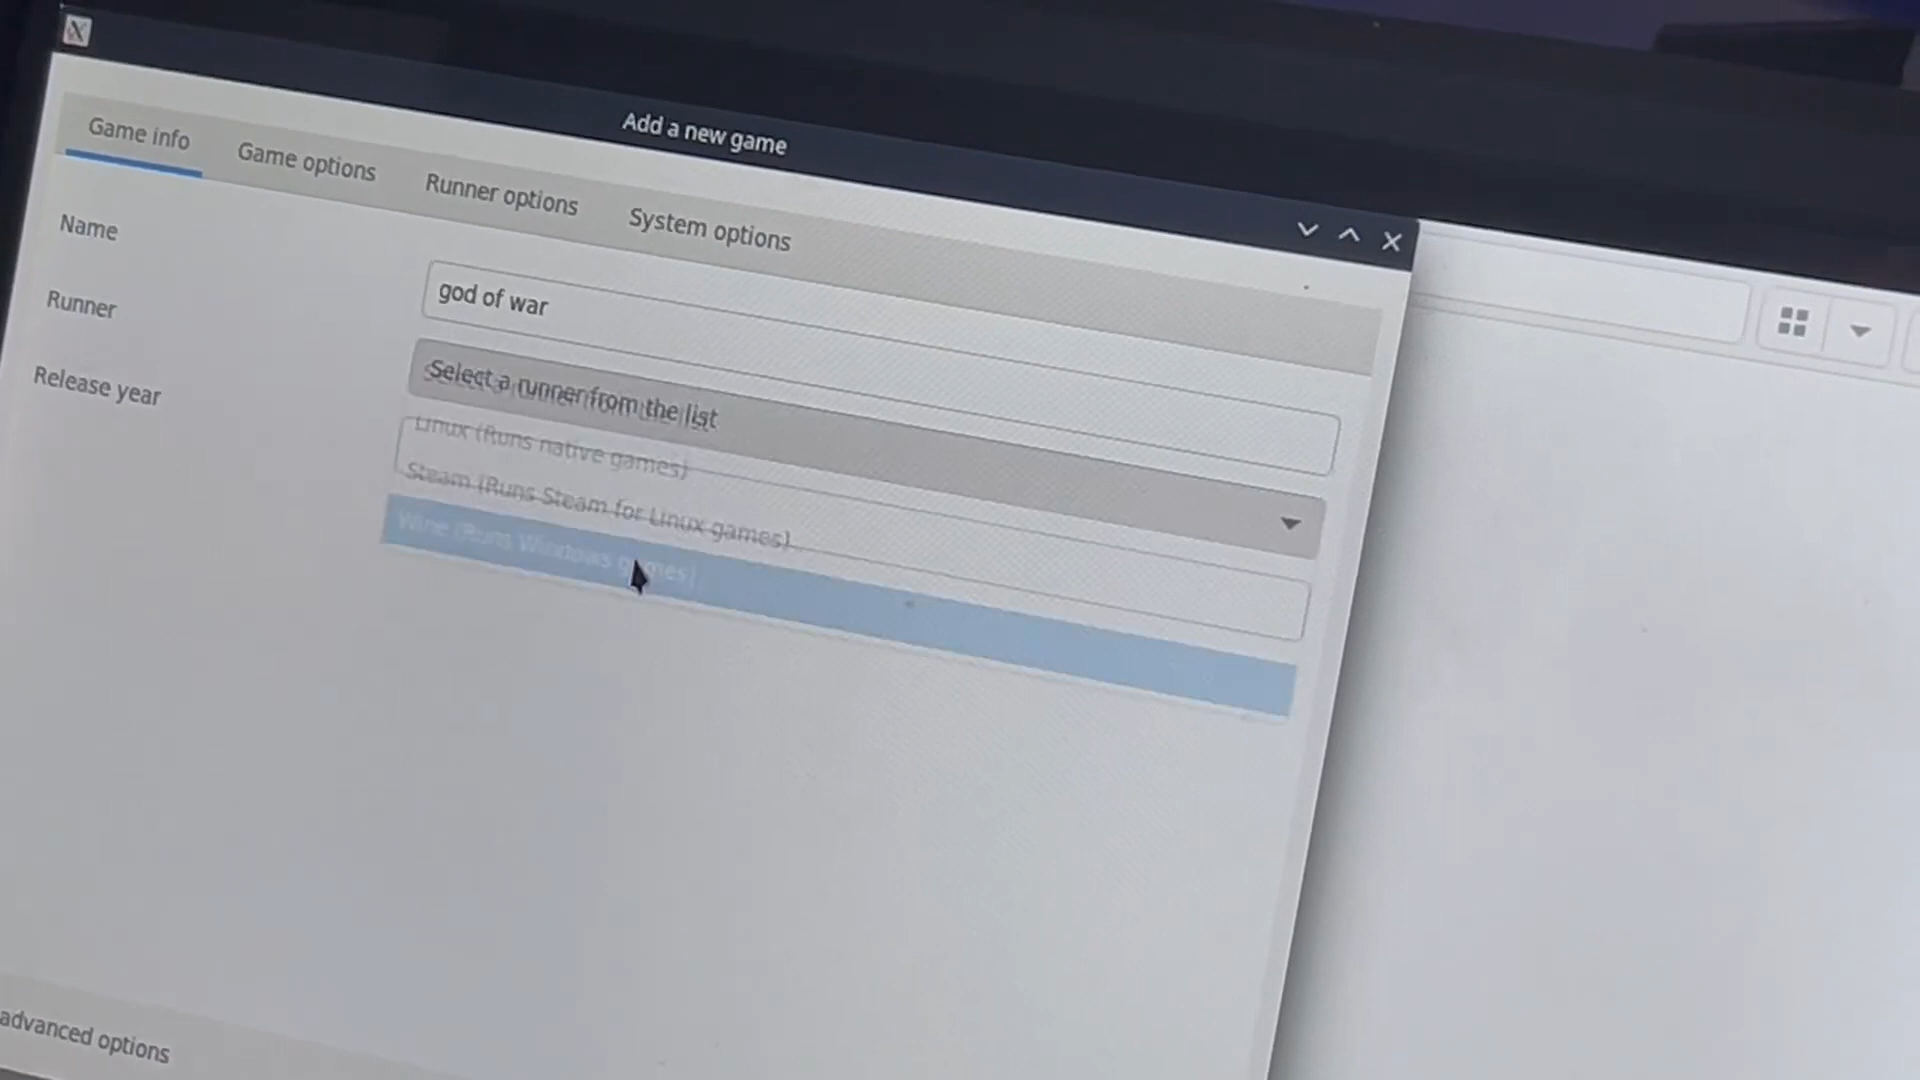 Add a new game
Game info
Game options
Runner options
System options
Name
god of war
Runner
Select a runner from the list
Linux (Runs native games)
Steam (Runs Steam for Linux games)
Wine (Runs Windows games)
Release year
advanced options